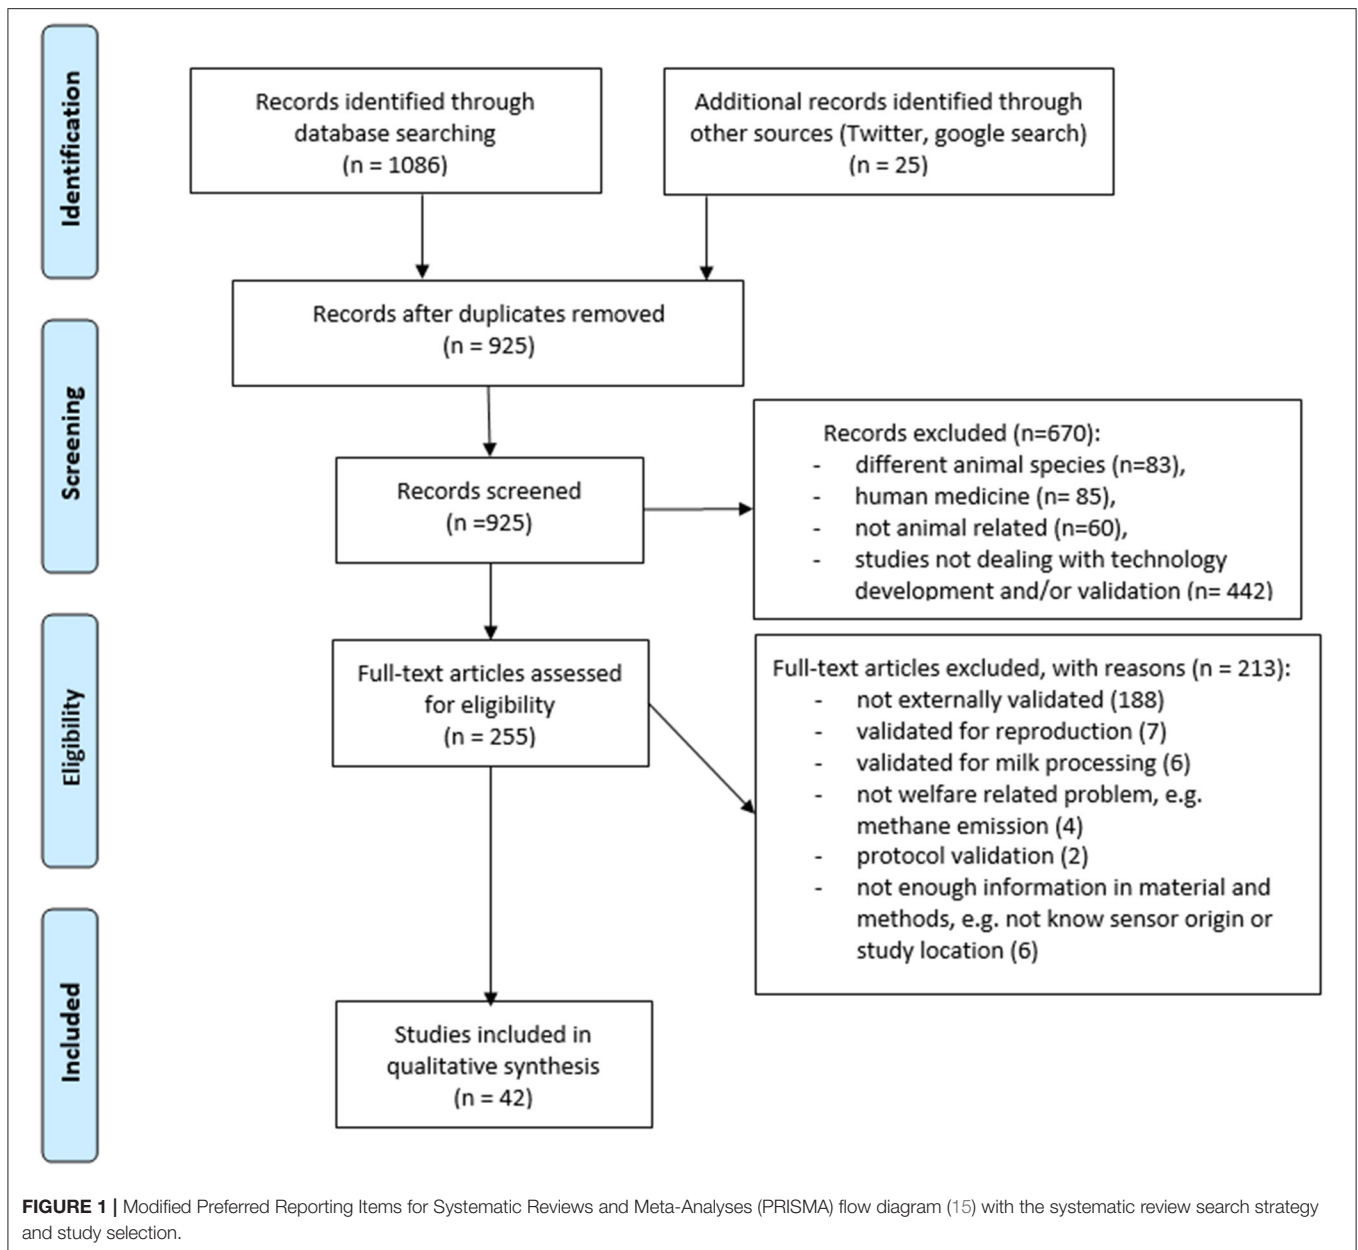 Identification
Records identified through
database searching
(n = 1086)
Additional records identified through
other sources (Twitter, google search)
(n = 25)
Records after duplicates removed
(n = 925)
Screening
Records screened
(n =925)
Records excluded (n=670):
- different animal species (n=83),
- human medicine (n= 85),
- not animal related (n=60),
- studies not dealing with technology
development and/or validation (n= 442)
Eligibility
Full-text articles assessed
for eligibility
(n = 255)
Full-text articles excluded, with reasons (n = 213):
- not externally validated (188)
- validated for reproduction (7)
- validated for milk processing (6)
- not welfare related problem, e.g.
methane emission (4)
- protocol validation (2)
- not enough information in material and
methods, e.g. not know sensor origin or
study location (6)
Included
Studies included in
qualitative synthesis
(n = 42)
FIGURE 1 | Modified Preferred Reporting Items for Systematic Reviews and Meta-Analyses (PRISMA) flow diagram (15) with the systematic review search strategy
and study selection.